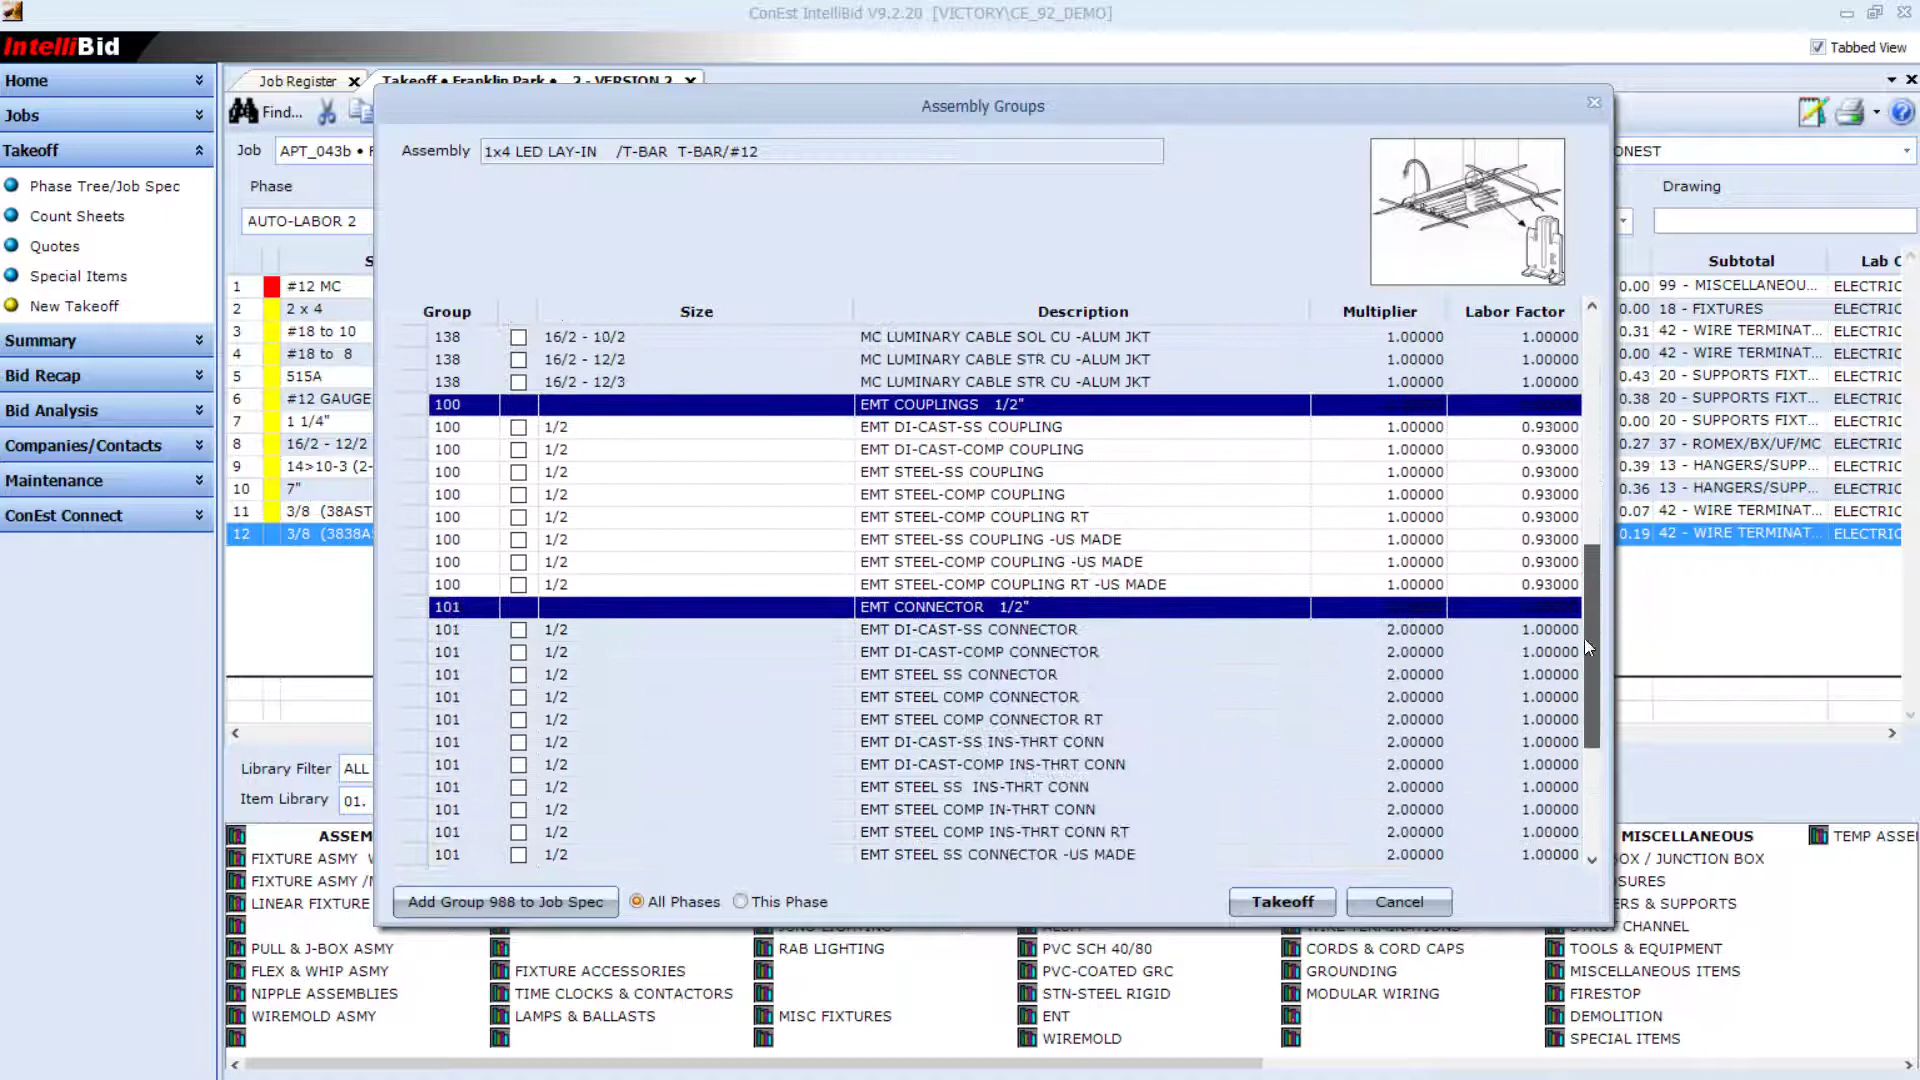 ConEst IntelliBid V9.2.20 [VICTORY\CE_92_DEMO]
IntelliBid
Tabbed View
Home
Jobs
Takeoff
Phase Tree/Job Spec
Count Sheets
Quotes
Special Items
New Takeoff
Summary
Bid Recap
Bid Analysis
Companies/Contacts
Maintenance
ConEst Connect
Job Register
Takeoff • Franklin Park • 2 - VERSION 2
Find...
Job APT_043b •
ONEST
Phase
Drawing
AUTO-LABOR 2
Subtotal Lab
1 #12 MC
2 2 x 4
3 #18 to 10
4 #18 to 8
5 515A
6 #12 GAUGE
7 1 1/4"
8 16/2 - 12/2
9 14>10-3 (2-
10 7"
11 3/8 (38AST
12 3/8 (3838A
0.00 99 - MISCELLANEOU... ELECTRIC
0.00 18 - FIXTURES ELECTRIC
0.31 42 - WIRE TERMINAT... ELECTRIC
0.00 42 - WIRE TERMINAT... ELECTRIC
0.43 20 - SUPPORTS FIXT... ELECTRIC
0.38 20 - SUPPORTS FIXT... ELECTRIC
0.00 20 - SUPPORTS FIXT... ELECTRIC
0.27 37 - ROMEX/BX/UF/MC ELECTRIC
0.39 13 - HANGERS/SUPP... ELECTRIC
0.36 13 - HANGERS/SUPP... ELECTRIC
0.07 42 - WIRE TERMINAT... ELECTRIC
0.19 42 - WIRE TERMINAT... ELECTRIC
Assembly Groups
Assembly 1x4 LED LAY-IN /T-BAR T-BAR/#12
Group Size Description Multiplier Labor Factor
138 16/2 - 10/2 MC LUMINARY CABLE SOL CU -ALUM JKT 1.00000 1.00000
138 16/2 - 12/2 MC LUMINARY CABLE STR CU -ALUM JKT 1.00000 1.00000
138 16/2 - 12/3 MC LUMINARY CABLE STR CU -ALUM JKT 1.00000 1.00000
100 EMT COUPLINGS 1/2"
100 1/2 EMT DI-CAST-SS COUPLING 1.00000 0.93000
100 1/2 EMT DI-CAST-COMP COUPLING 1.00000 0.93000
100 1/2 EMT STEEL-SS COUPLING 1.00000 0.93000
100 1/2 EMT STEEL-COMP COUPLING 1.00000 0.93000
100 1/2 EMT STEEL-COMP COUPLING RT 1.00000 0.93000
100 1/2 EMT STEEL-SS COUPLING -US MADE 1.00000 0.93000
100 1/2 EMT STEEL-COMP COUPLING -US MADE 1.00000 0.93000
100 1/2 EMT STEEL-COMP COUPLING RT -US MADE 1.00000 0.93000
101 EMT CONNECTOR 1/2"
101 1/2 EMT DI-CAST-SS CONNECTOR 2.00000 1.00000
101 1/2 EMT DI-CAST-COMP CONNECTOR 2.00000 1.00000
101 1/2 EMT STEEL SS CONNECTOR 2.00000 1.00000
101 1/2 EMT STEEL COMP CONNECTOR 2.00000 1.00000
101 1/2 EMT STEEL COMP CONNECTOR RT 2.00000 1.00000
101 1/2 EMT DI-CAST-SS INS-THRT CONN 2.00000 1.00000
101 1/2 EMT DI-CAST-COMP INS-THRT CONN 2.00000 1.00000
101 1/2 EMT STEEL SS INS-THRT CONN 2.00000 1.00000
101 1/2 EMT STEEL COMP IN-THRT CONN 2.00000 1.00000
101 1/2 EMT STEEL COMP INS-THRT CONN RT 2.00000 1.00000
101 1/2 EMT STEEL SS CONNECTOR -US MADE 2.00000 1.00000
Add Group 988 to Job Spec All Phases This Phase Takeoff Cancel
Library Filter ALL
Item Library 01.
ASSEM
FIXTURE ASMY
FIXTURE ASMY
LINEAR FIXTURE
PULL & J-BOX ASMY
FLEX & WHIP ASMY
NIPPLE ASSEMBLIES
WIREMOLD ASMY
FIXTURE ACCESSORIES
TIME CLOCKS & CONTACTORS
LAMPS & BALLASTS
RAB LIGHTING
MISC FIXTURES
PVC SCH 40/80
PVC-COATED GRC
STN-STEEL RIGID
ENT
WIREMOLD
CORDS & CORD CAPS
GROUNDING
MODULAR WIRING
MISCELLANEOUS
OX / JUNCTION BOX
SURES
ERS & SUPPORTS
CHANNEL
TOOLS & EQUIPMENT
MISCELLANEOUS ITEMS
FIRESTOP
DEMOLITION
SPECIAL ITEMS
TEMP ASSE